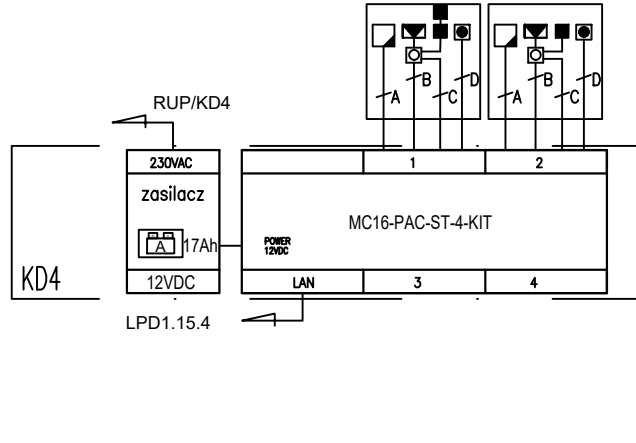 B D B D
A C A C
RUP/KD4
230VAC 1 2
zasilacz
MC16-PAC-ST-4-KIT
A 17Ah POWER
12VDC
KD4 12VDC LAN 3 4
LPD1.15.4